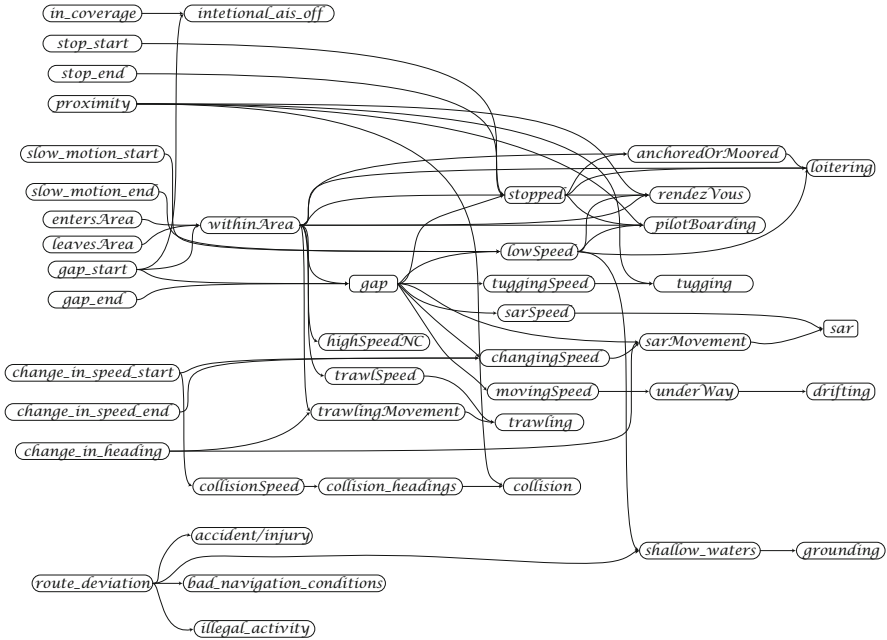 in_coverage
intetional_ais_off
stop_start
stop_end
proximity
slow_motion_start
anchoredOrMoored
loitering
slow_motion_end
stopped
rendezVous
entersArea
withinArea
pilotBoarding
leavesArea
lowSpeed
gap_start
gap
tuggingSpeed
tugging
gap_end
sarSpeed
sar
highSpeedNC
sarMovement
changingSpeed
change_in_speed_start
trawlSpeed
movingSpeed
underWay
drifting
change_in_speed_end
trawlingMovement
trawling
change_in_heading
collisionSpeed
collision_headings
collision
accident/injury
shallow_waters
grounding
route_deviation
bad_navigation_conditions
illegal_activity